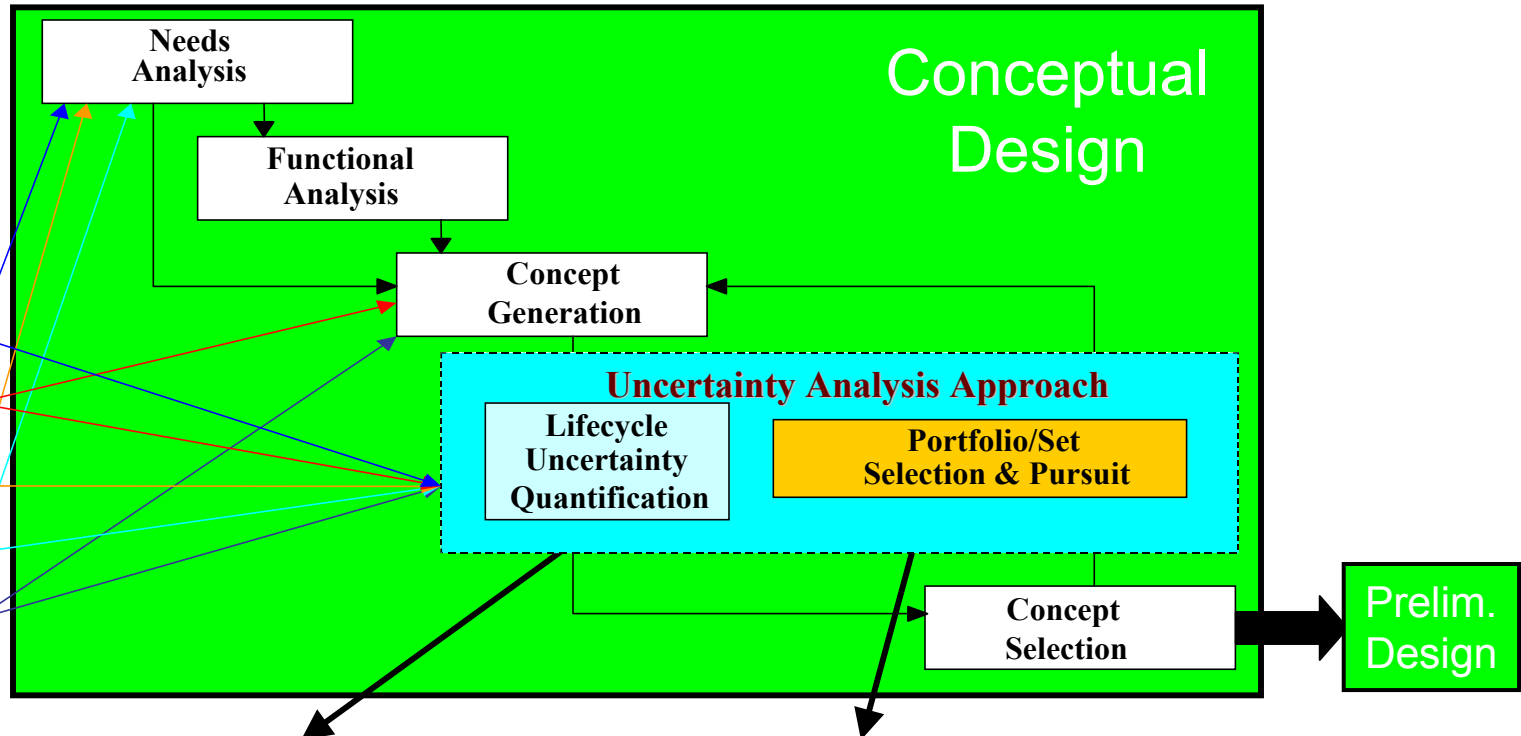 Needs
Analysis
Conceptual
Design
Functional
Analysis
Concept
Generation
Uncertainty Analysis Approach
Lifecycle
Uncertainty
Quantification
Portfolio/Set
Selection & Pursuit
Concept
Selection
Prelim.
Design